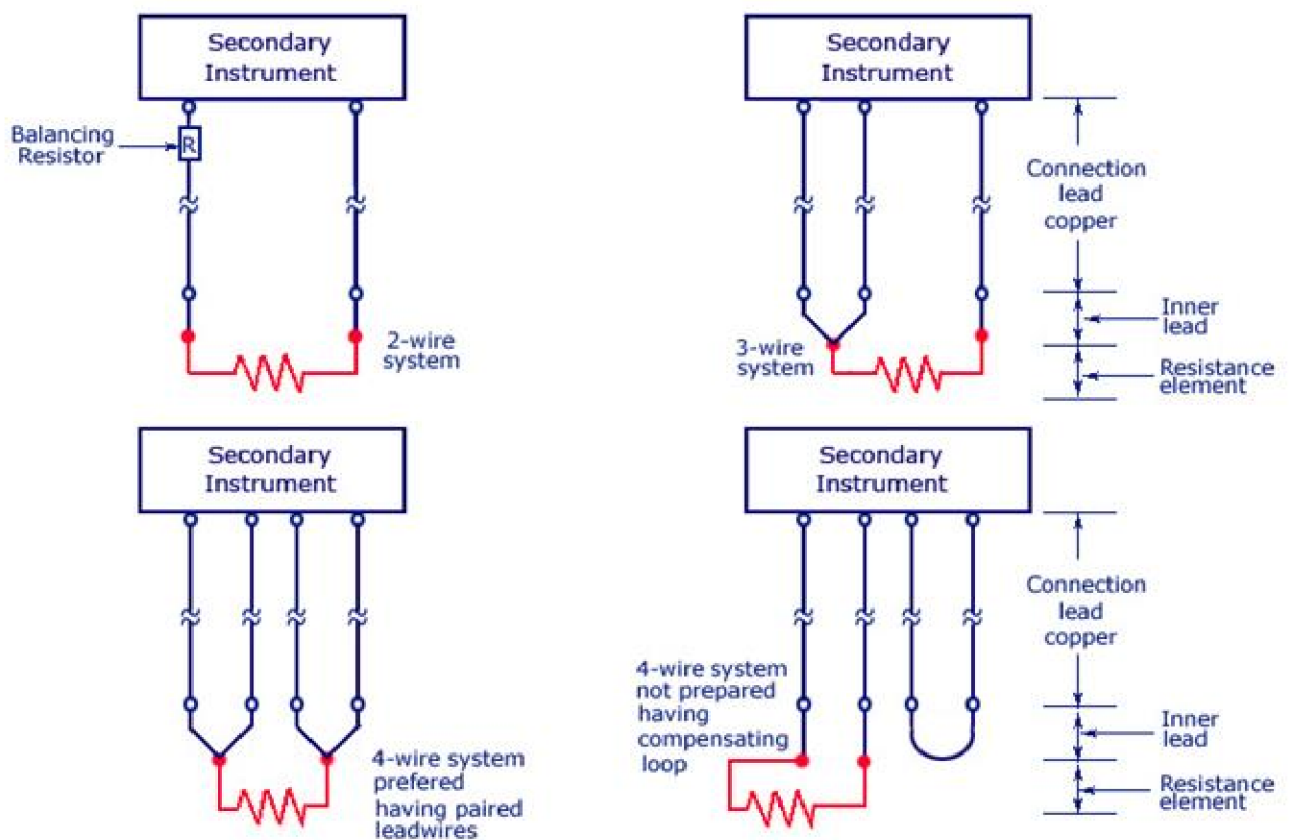 Secondary
Instrument
Balancing
Resistor
R
2-wire
system
Secondary
Instrument
3-wire
system
Connection
lead
copper
Inner
lead
Resistance
element
Secondary
Instrument
4-wire system
prefered
having paired
leadwires
Secondary
Instrument
4-wire system
not prepared
having
compensating
loop
Connection
lead
copper
Inner
lead
Resistance
element